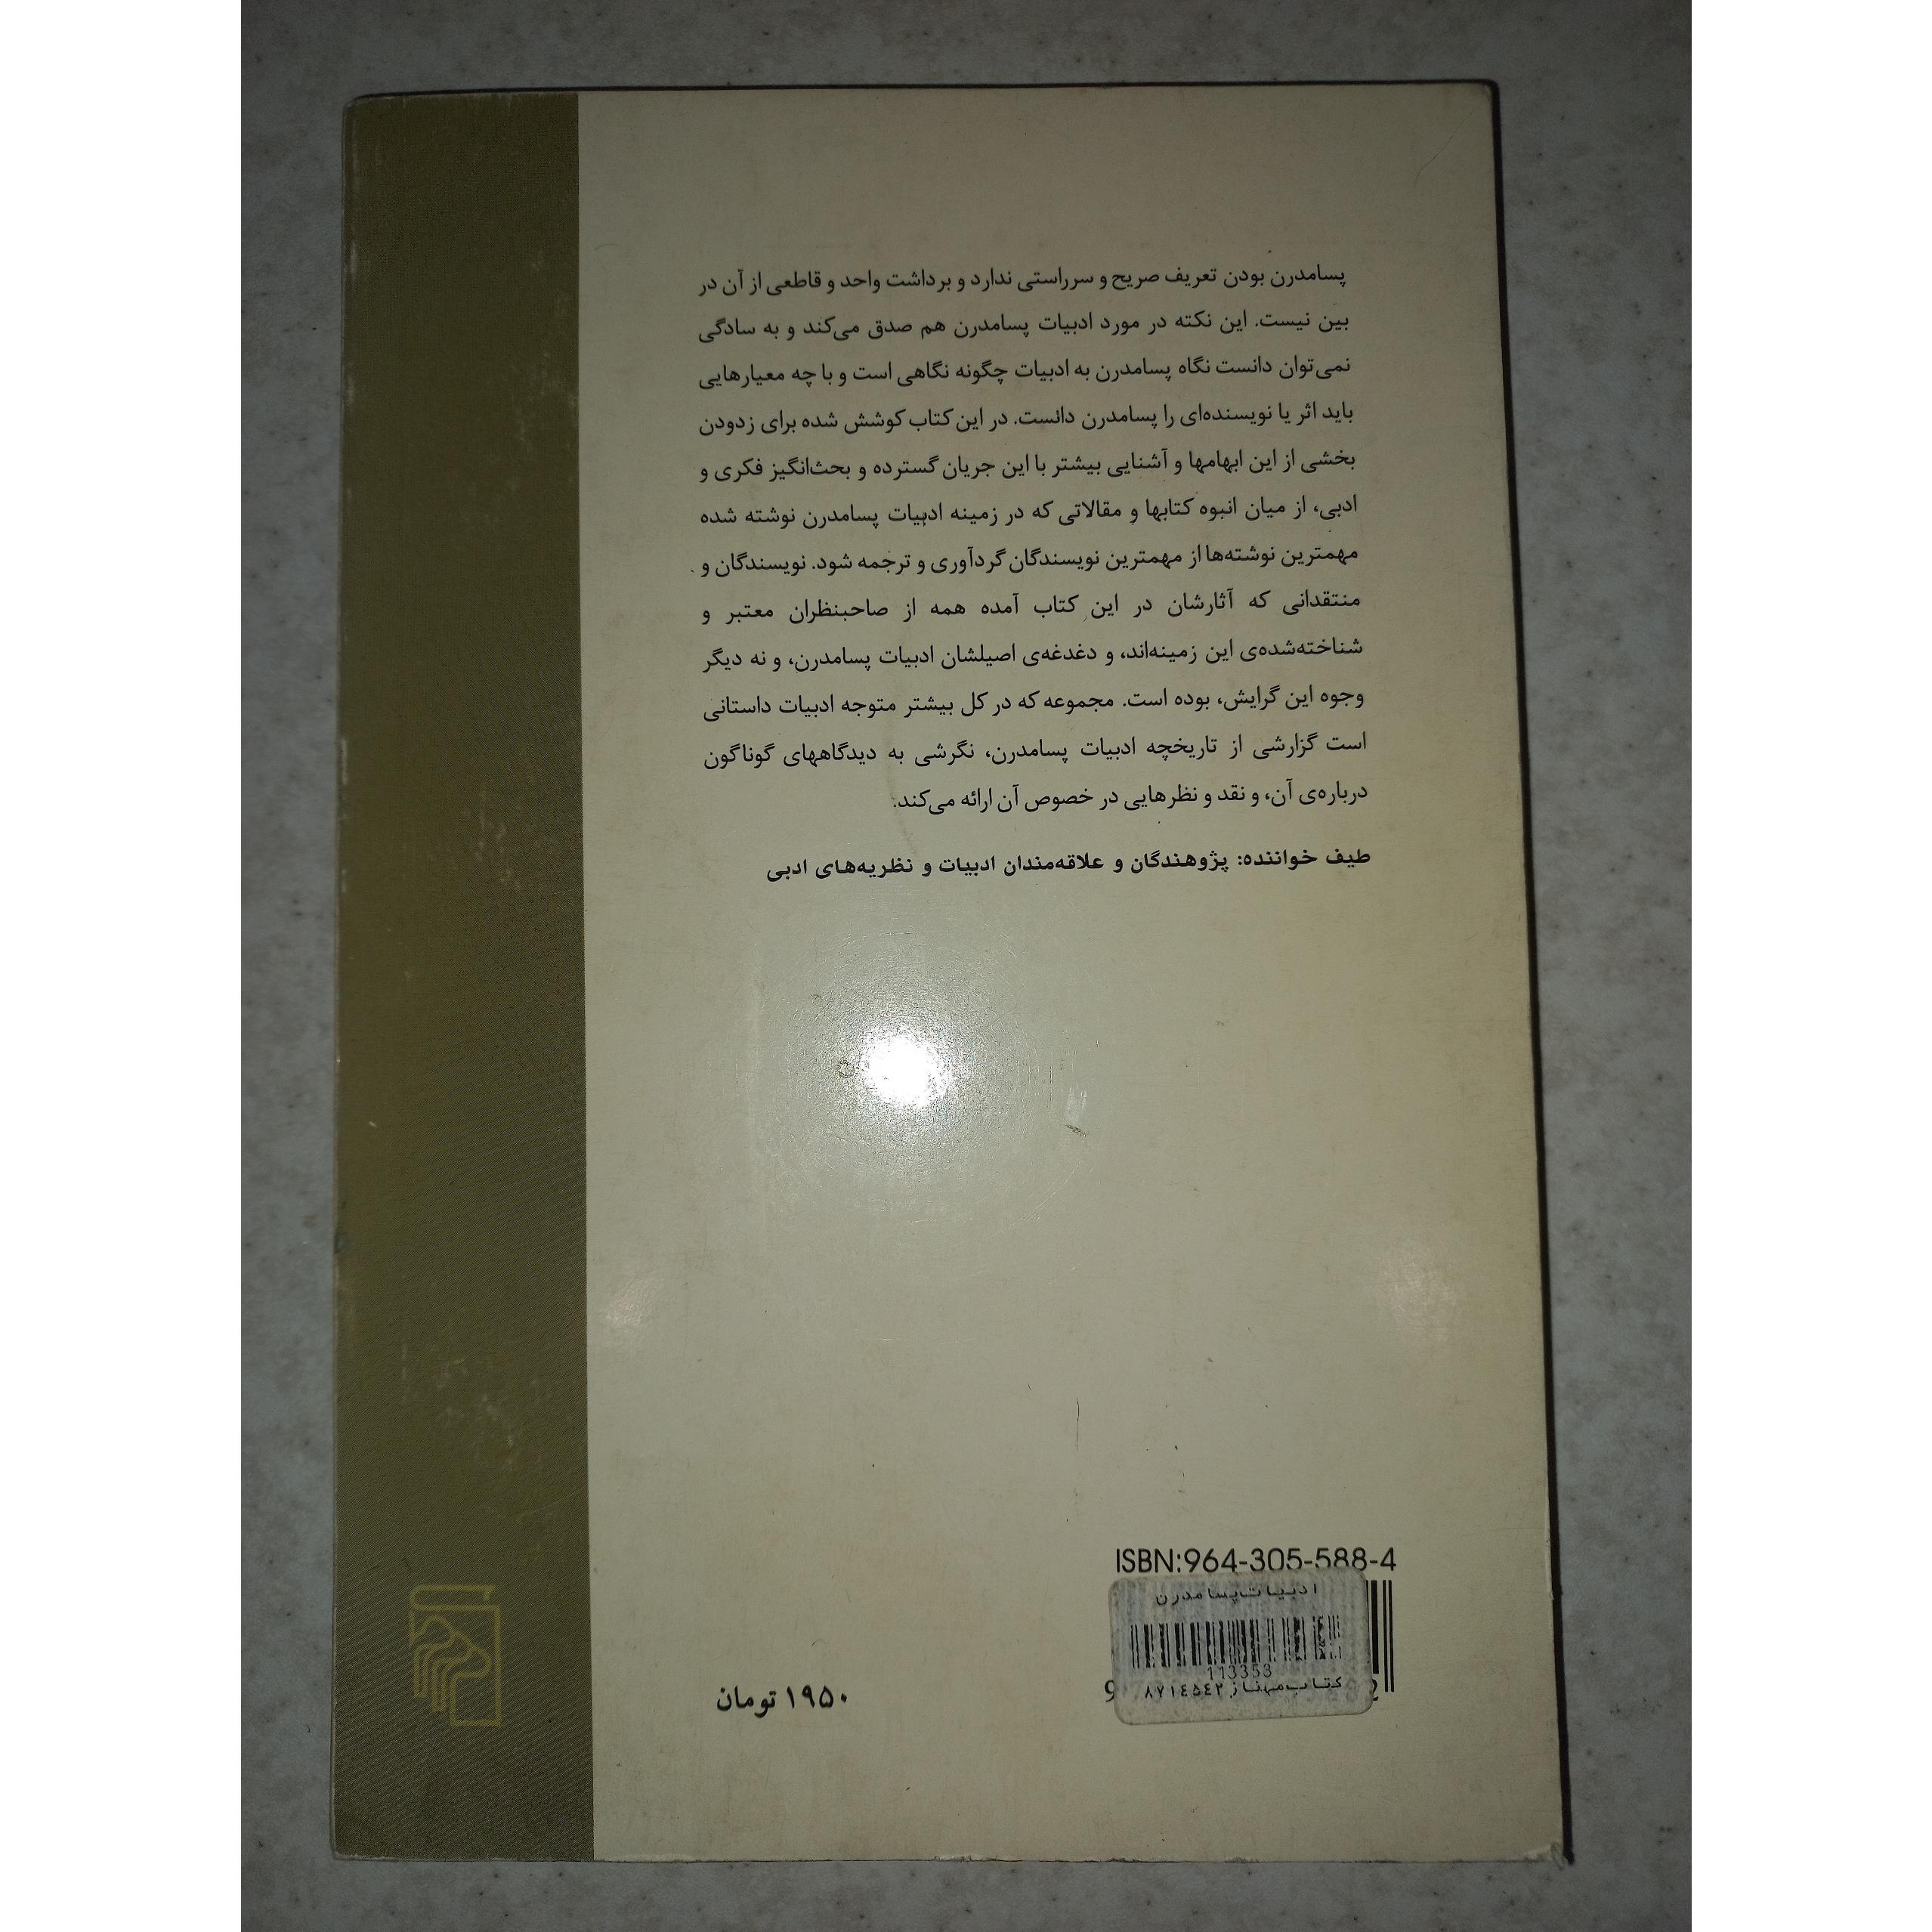 پسامدرن بودن تعریف صریح و سرراستی ندارد و برداشت واحد و قاطعی از آن در
بین نیست. این نکته در مورد ادبیات پسامدرن هم صدق می‌کند و به سادگی
نمی‌توان دانست نگاه پسامدرن به ادبیات چگونه نگاهی است و با چه معیارهایی
باید اثر یا نویسنده‌ای را پسامدرن دانست. در این کتاب کوشش شده برای زدودن
بخشی از این ابهامها و آشنایی بیشتر با این جریان گسترده و بحث‌انگیز فکری و
ادبی، از میان انبوه کتابها و مقالاتی که در زمینه ادبیات پسامدرن نوشته شده
مهمترین نوشته‌ها از مهمترین نویسندگان گردآوری و ترجمه شود. نویسندگان و
منتقدانی که آثارشان در این کتاب آمده همه از صاحبنظران معتبر و
شناخته‌شده‌ی این زمینه‌اند، و دغدغه‌ی اصیلشان ادبیات پسامدرن، و نه دیگر
وجوه این گرایش، بوده است. مجموعه که در کل بیشتر متوجه ادبیات داستانی
است گزارشی از تاریخچه ادبیات پسامدرن، نگرشی به دیدگاههای گوناگون
درباره‌ی آن، و نقد و نظرهایی در خصوص آن ارائه می‌کند.
طیف خواننده: پژوهندگان و علاقه‌مندان ادبیات و نظریه‌های ادبی
ISBN:964-305-588-4
ادبیات‌پسامدرن
113353
کتاب‌مهناز ۸۷۱٤۵٤۲
۱۹۵۰ تومان